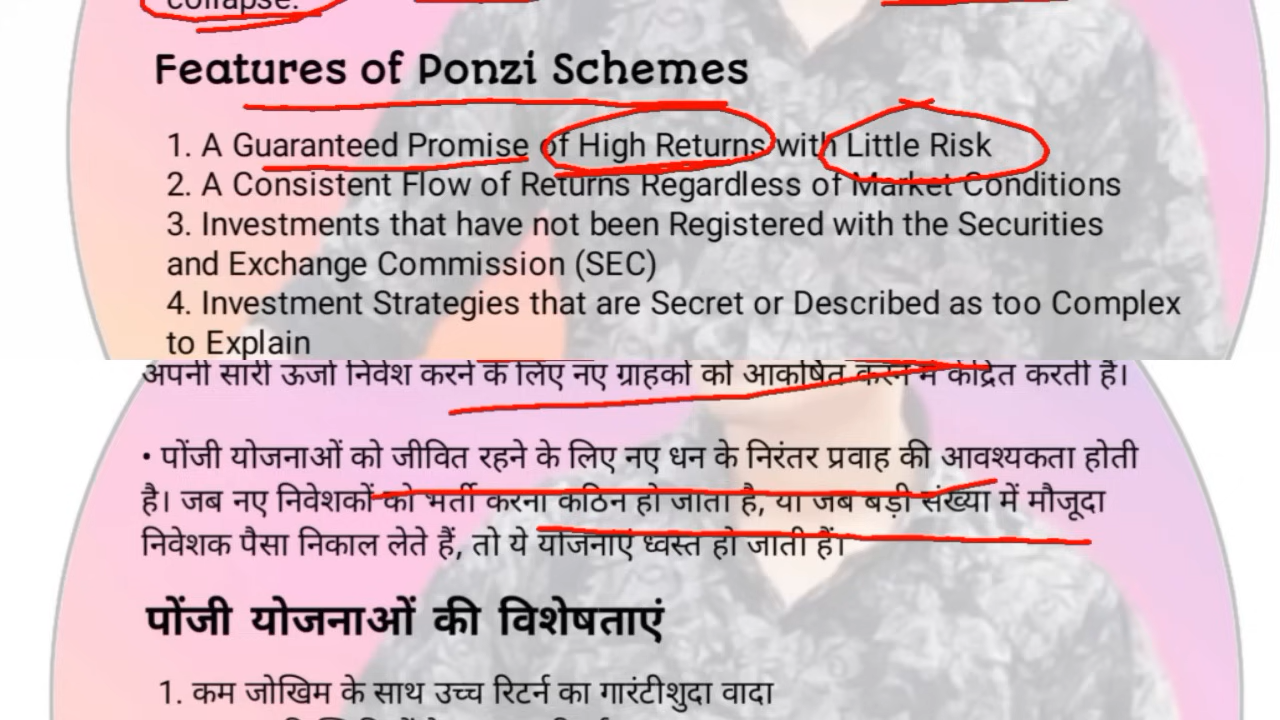 collapse.
Features of Ponzi Schemes
1. A Guaranteed Promise of High Returns with Little Risk
2. A Consistent Flow of Returns Regardless of Market Conditions
3. Investments that have not been Registered with the Securities
and Exchange Commission (SEC)
4. Investment Strategies that are Secret or Described as too Complex
to Explain
अपनी सारी ऊर्जा निवेश करने के लिए नए ग्राहकों को आकर्षित करने में केंद्रित करती हैं।
• पोंजी योजनाओं को जीवित रहने के लिए नए धन के निरंतर प्रवाह की आवश्यकता होती
है। जब नए निवेशकों को भर्ती करना कठिन हो जाता है, या जब बड़ी संख्या में मौजूदा
निवेशक पैसा निकाल लेते हैं, तो ये योजनाएं ध्वस्त हो जाती हैं।
पोंजी योजनाओं की विशेषताएं
1. कम जोखिम के साथ उच्च रिटर्न का गारंटीशुदा वादा